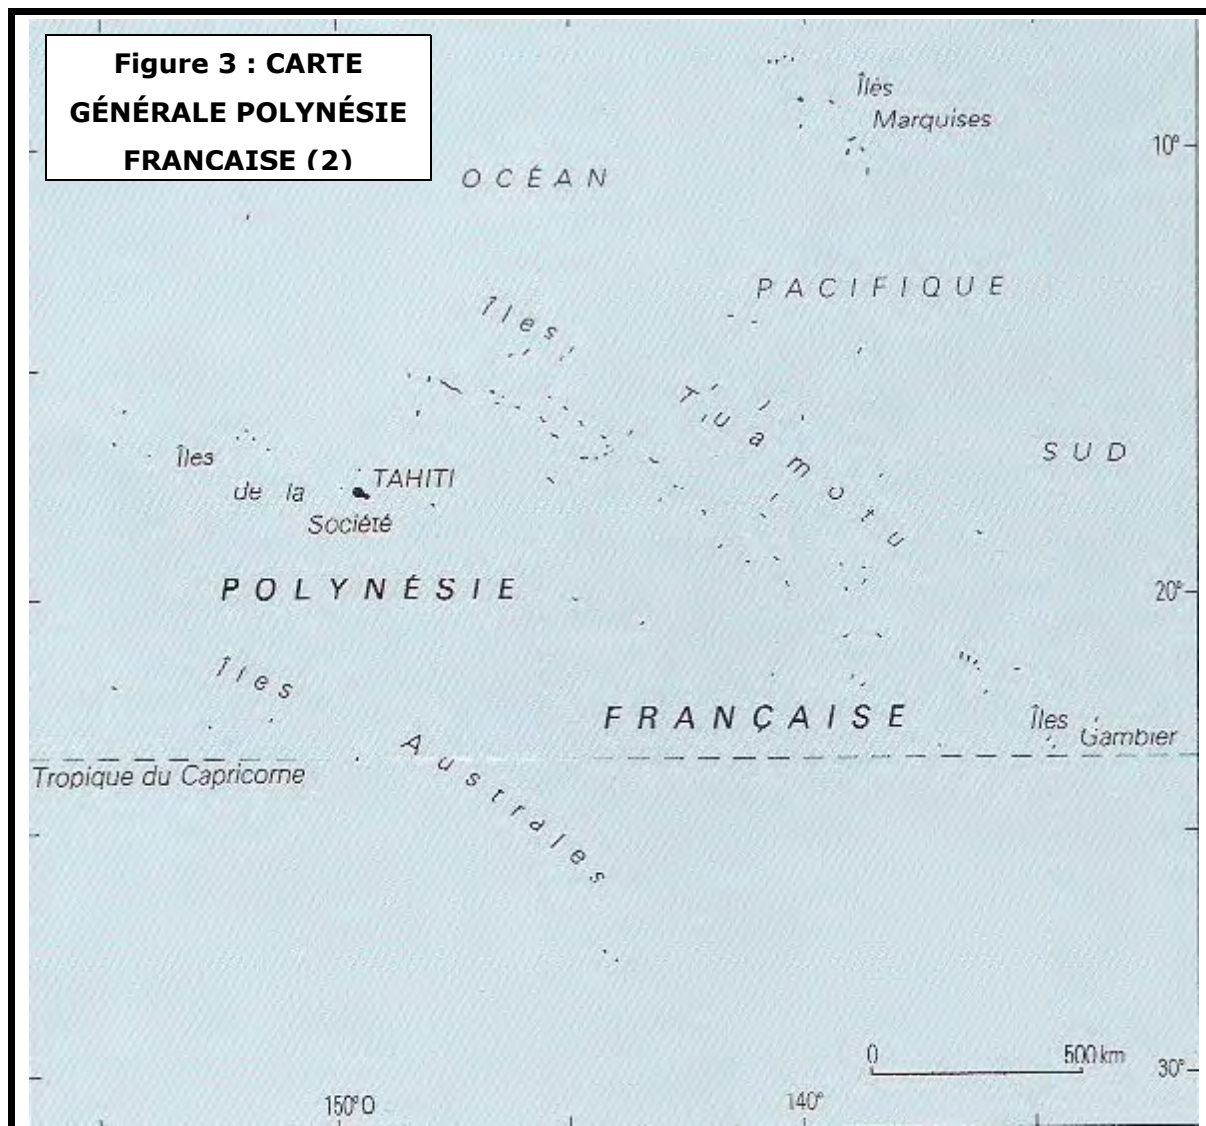 Figure 3 : CARTE
GÉNÉRALE POLYNÉSIE
FRANCAISE (2)
Îles
Marquises
10°
OCÉAN
PACIFIQUE
Îles
Tuamotu
SUD
Îles
de la
Société
TAHITI
POLYNÉSIE
20°
Îles
Australes
FRANÇAISE
Îles
Gambier
Tropique du Capricorne
0
500 km
30°
150° O
140°